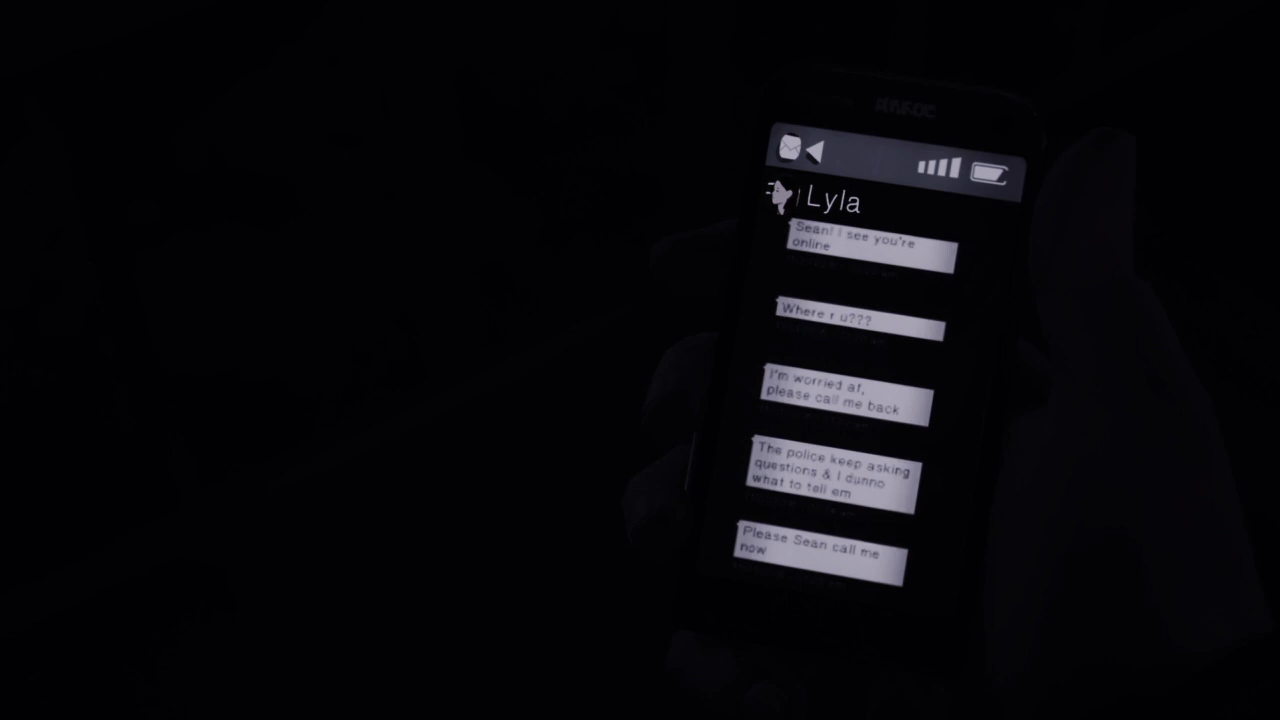 Lyla
Sean! I see you're
online
Where r u???
I'm worried af,
please call me back
The police keep asking
questions & I dunno
what to tell em
Please Sean call me
now